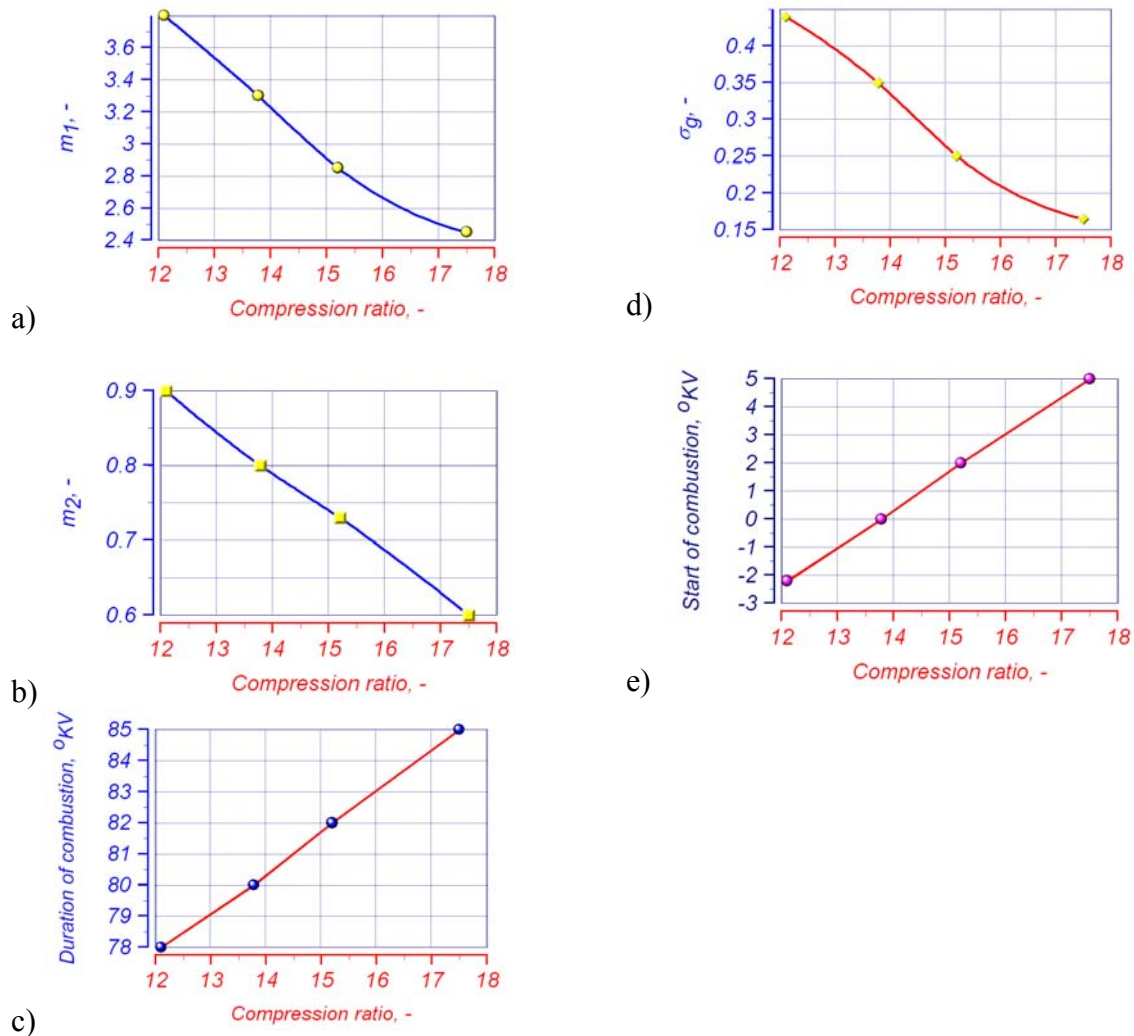 3.6
3.4
3.2
3
2.8
2.6
2.4
m1, -
12 13 14 15 16 17 18
Compression ratio, -
a)
0.4
0.35
0.3
0.25
0.2
0.15
σg, -
12 13 14 15 16 17 18
Compression ratio, -
d)
0.9
0.8
0.7
0.6
m2, -
12 13 14 15 16 17 18
Compression ratio, -
b)
5
4
3
2
1
0
-1
-2
-3
Start of combustion, oKV
12 13 14 15 16 17 18
Compression ratio, -
e)
85
84
83
82
81
80
79
78
Duration of combustion, oKV
12 13 14 15 16 17 18
Compression ratio, -
c)